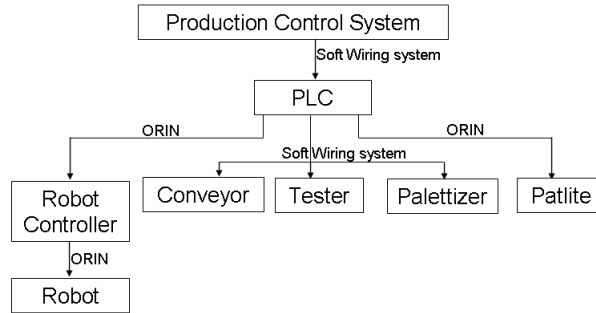 Production Control System
Soft Wiring system
PLC
ORIN
ORIN
Soft Wiring system
Robot
Controller
Conveyor
Tester
Palettizer
Patlite
ORIN
Robot